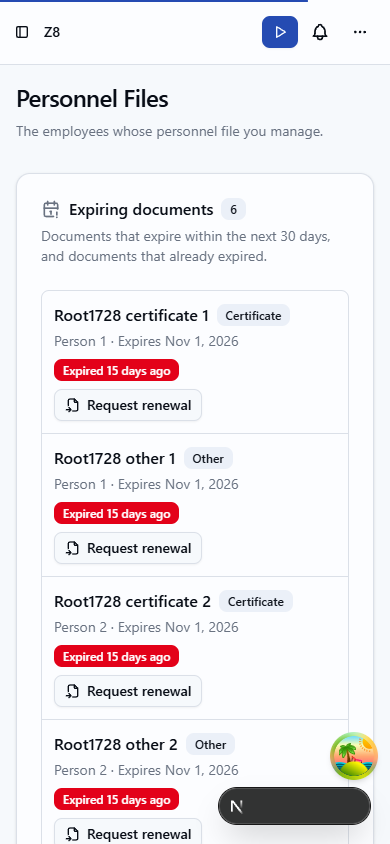 Z8
Personnel Files
The employees whose personnel file you manage.
Expiring documents 6
Documents that expire within the next 30 days,
and documents that already expired.
Root1728 certificate 1 Certificate
Person 1 · Expires Nov 1, 2026
Expired 15 days ago
Request renewal
Root1728 other 1 Other
Person 1 · Expires Nov 1, 2026
Expired 15 days ago
Request renewal
Root1728 certificate 2 Certificate
Person 2 · Expires Nov 1, 2026
Expired 15 days ago
Request renewal
Root1728 other 2 Other
Person 2 · Expires Nov 1, 2026
Expired 15 days ago
Request renewal
N